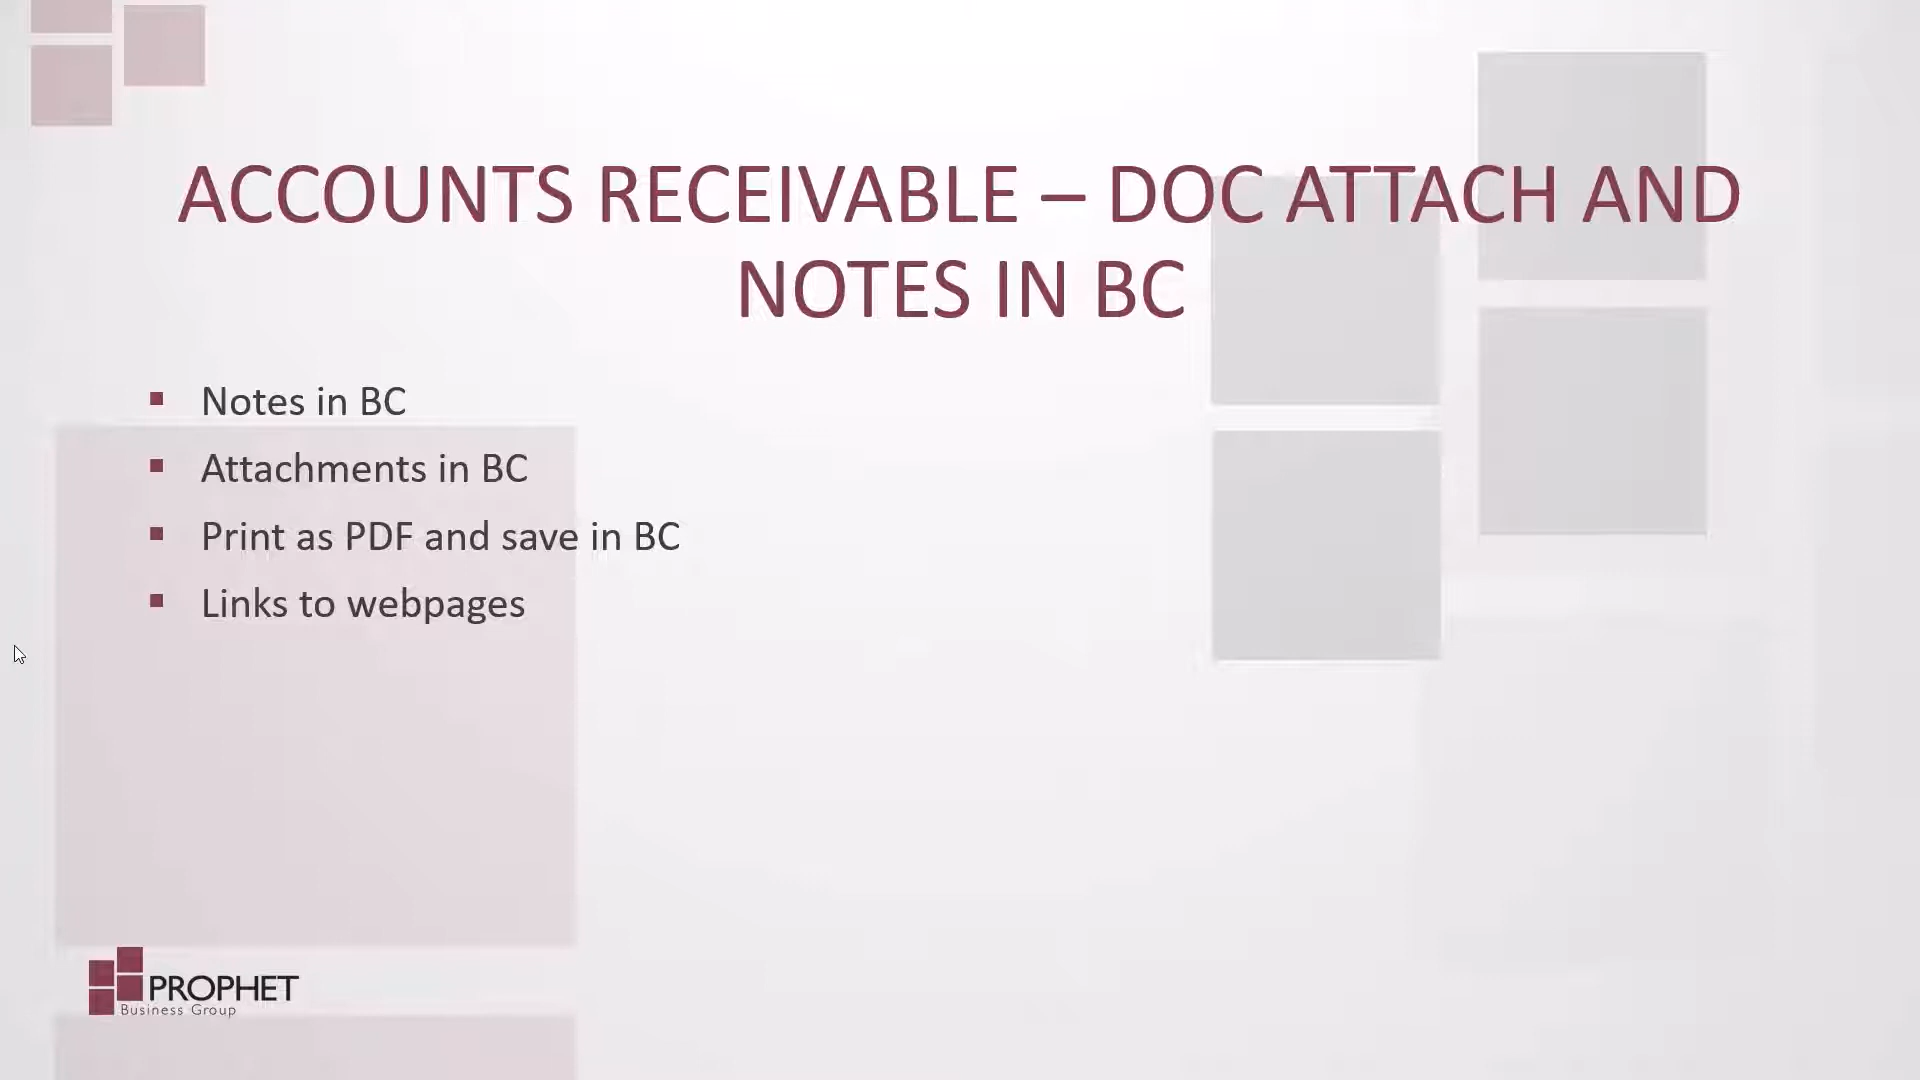 ACCOUNTS RECEIVABLE – DOC ATTACH AND
NOTES IN BC
Notes in BC
Attachments in BC
Print as PDF and save in BC
Links to webpages
PROPHET
Business Group